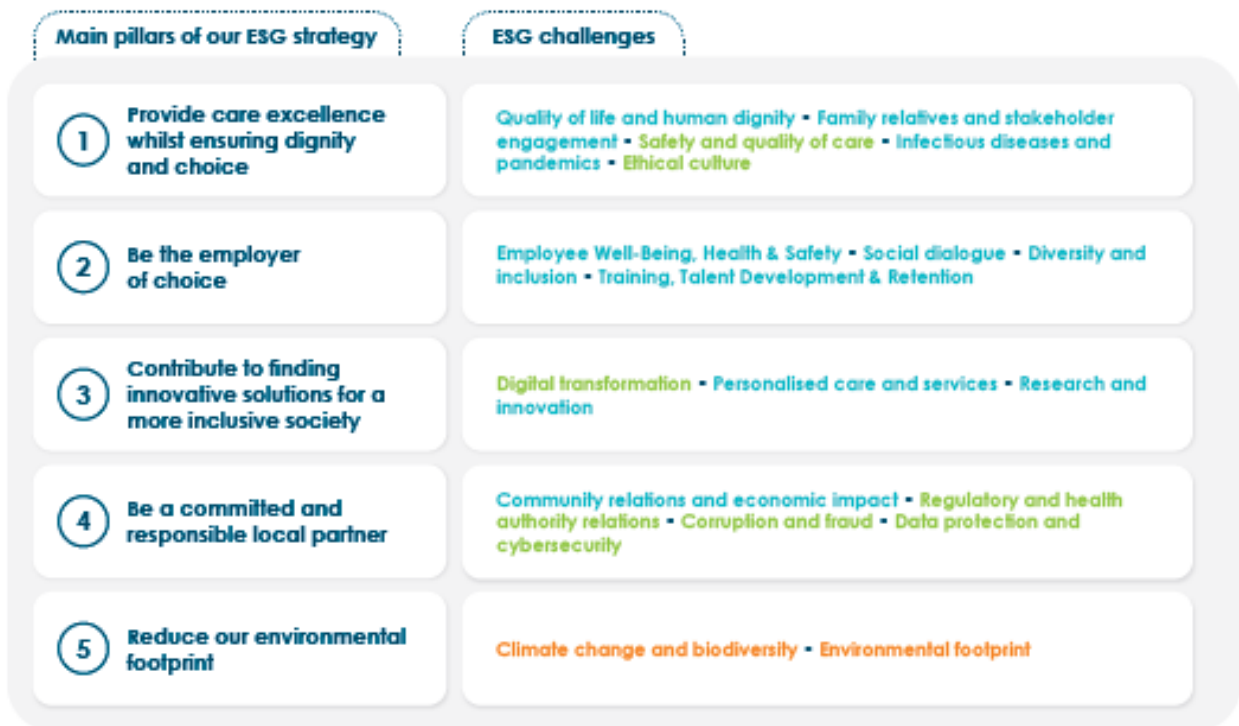 Main pillars of our ESG strategy
ESG challenges
1
Provide care excellence
whilst ensuring dignity
and choice
Quality of life and human dignity ▪ Family relatives and stakeholder
engagement ▪ Safety and quality of care ▪ Infectious diseases and
pandemics ▪ Ethical culture
2
Be the employer
of choice
Employee Well-Being, Health & Safety ▪ Social dialogue ▪ Diversity and
inclusion ▪ Training, Talent Development & Retention
3
Contribute to finding
innovative solutions for a
more inclusive society
Digital transformation ▪ Personalised care and services ▪ Research and
innovation
4
Be a committed and
responsible local partner
Community relations and economic impact ▪ Regulatory and health
authority relations ▪ Corruption and fraud ▪ Data protection and
cybersecurity
5
Reduce our environmental
footprint
Climate change and biodiversity ▪ Environmental footprint